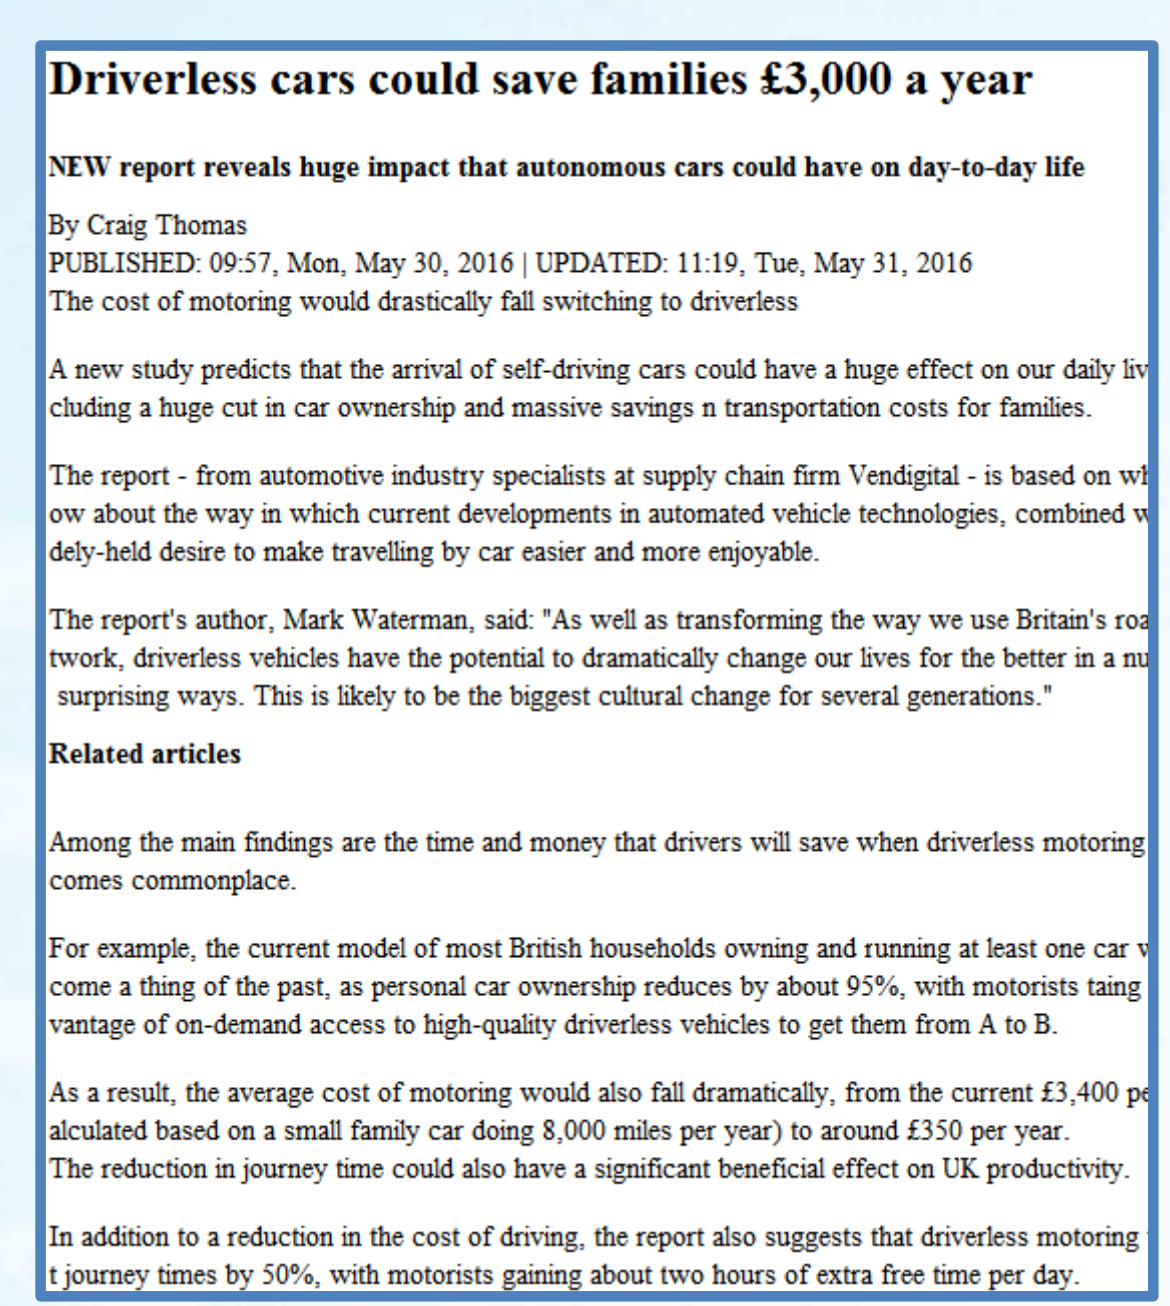 Driverless cars could save families £3,000 a year
NEW report reveals huge impact that autonomous cars could have on day-to-day life
By Craig Thomas
PUBLISHED: 09:57, Mon, May 30, 2016 | UPDATED: 11:19, Tue, May 31, 2016
The cost of motoring would drastically fall switching to driverless
A new study predicts that the arrival of self-driving cars could have a huge effect on our daily liv
cluding a huge cut in car ownership and massive savings n transportation costs for families.
The report - from automotive industry specialists at supply chain firm Vendigital - is based on wh
ow about the way in which current developments in automated vehicle technologies, combined w
dely-held desire to make travelling by car easier and more enjoyable.
The report's author, Mark Waterman, said: "As well as transforming the way we use Britain's roa
twork, driverless vehicles have the potential to dramatically change our lives for the better in a nu
surprising ways. This is likely to be the biggest cultural change for several generations."
Related articles
Among the main findings are the time and money that drivers will save when driverless motoring
comes commonplace.
For example, the current model of most British households owning and running at least one car w
come a thing of the past, as personal car ownership reduces by about 95%, with motorists taing
vantage of on-demand access to high-quality driverless vehicles to get them from A to B.
As a result, the average cost of motoring would also fall dramatically, from the current £3,400 pe
alculated based on a small family car doing 8,000 miles per year) to around £350 per year.
The reduction in journey time could also have a significant beneficial effect on UK productivity.
In addition to a reduction in the cost of driving, the report also suggests that driverless motoring
t journey times by 50%, with motorists gaining about two hours of extra free time per day.